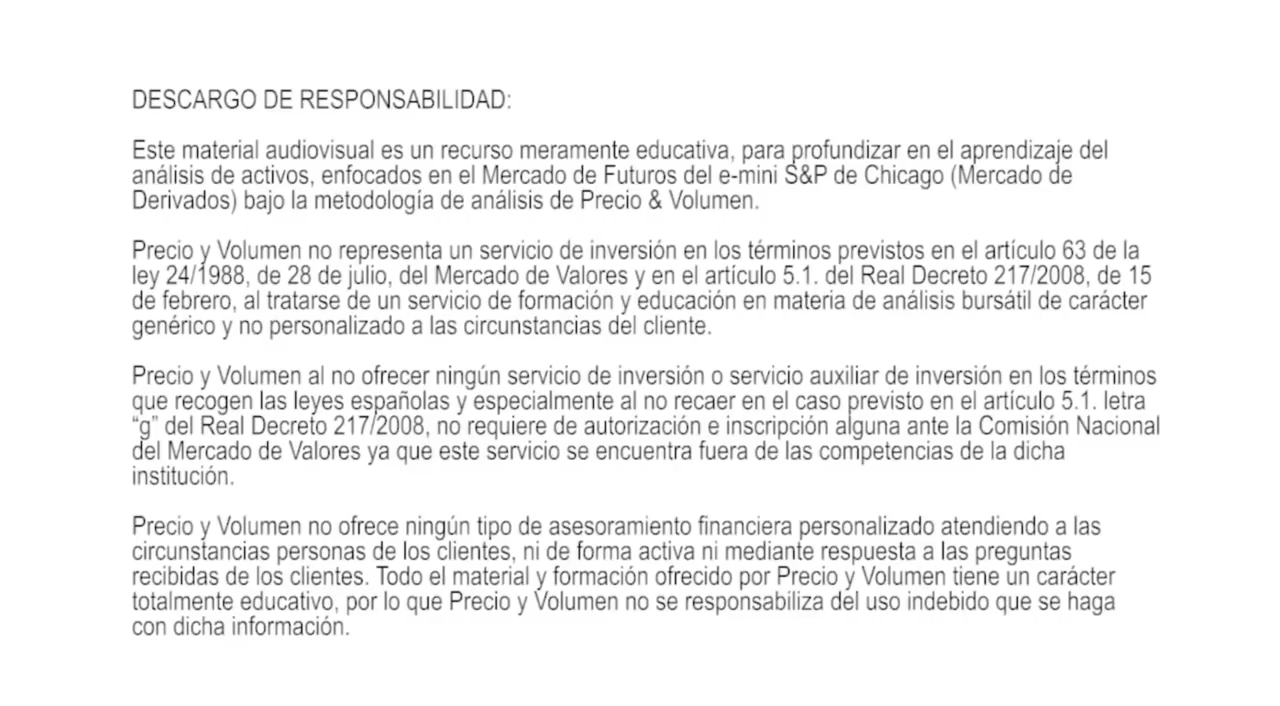 DESCARGO DE RESPONSABILIDAD:
Este material audiovisual es un recurso meramente educativa, para profundizar en el aprendizaje del
análisis de activos, enfocados en el Mercado de Futuros del e-mini S&P de Chicago (Mercado de
Derivados) bajo la metodología de análisis de Precio & Volumen.
Precio y Volumen no representa un servicio de inversión en los términos previstos en el artículo 63 de la
ley 24/1988, de 28 de julio, del Mercado de Valores y en el artículo 5.1. del Real Decreto 217/2008, de 15
de febrero, al tratarse de un servicio de formación y educación en materia de análisis bursátil de carácter
genérico y no personalizado a las circunstancias del cliente.
Precio y Volumen al no ofrecer ningún servicio de inversión o servicio auxiliar de inversión en los términos
que recogen las leyes españolas y especialmente al no recaer en el caso previsto en el artículo 5.1. letra
“g” del Real Decreto 217/2008, no requiere de autorización e inscripción alguna ante la Comisión Nacional
del Mercado de Valores ya que este servicio se encuentra fuera de las competencias de la dicha
institución.
Precio y Volumen no ofrece ningún tipo de asesoramiento financiera personalizado atendiendo a las
circunstancias personas de los clientes, ni de forma activa ni mediante respuesta a las preguntas
recibidas de los clientes. Todo el material y formación ofrecido por Precio y Volumen tiene un carácter
totalmente educativo, por lo que Precio y Volumen no se responsabiliza del uso indebido que se haga
con dicha información.